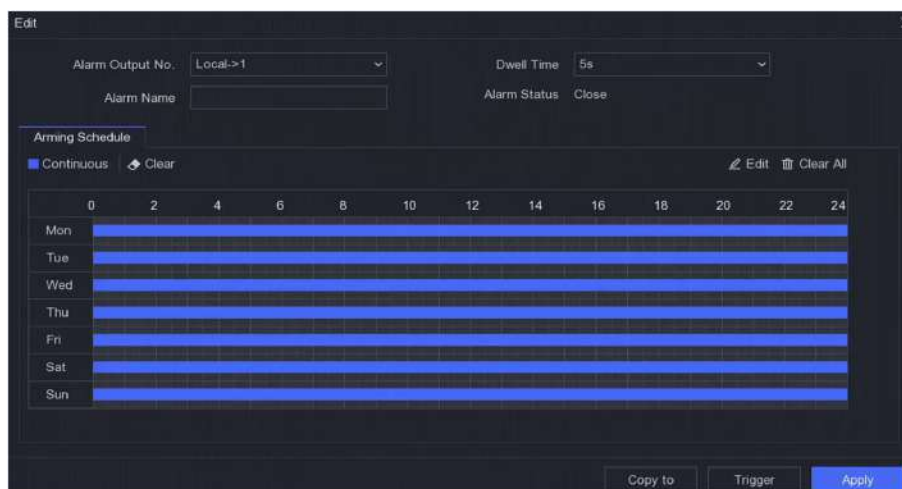 Edit
Alarm Output No. Local->1 Dwell Time 5s
Alarm Name Alarm Status Close
Arming Schedule
Continuous Clear Edit Clear All
0 2 4 6 8 10 12 14 16 18 20 22 24
Mon
Tue
Wed
Thu
Fri
Sat
Sun
Copy to Trigger Apply